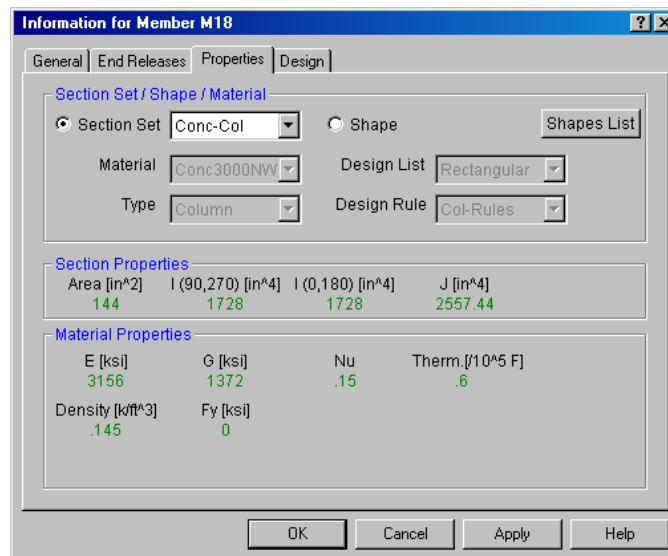 Information for Member M18
General End Releases Properties Design
Section Set / Shape / Material
Section Set Conc-Col Shape Shapes List
Material Conc3000NW Design List Rectangular
Type Column Design Rule Col-Rules
Section Properties
Area [in^2] I (90,270) [in^4] I (0,180) [in^4] J [in^4]
144 1728 1728 2557.44
Material Properties
E [ksi] G [ksi] Nu Therm.[/10^5 F]
3156 1372 .15 .6
Density [k/ft^3] Fy [ksi]
.145 0
OK Cancel Apply Help